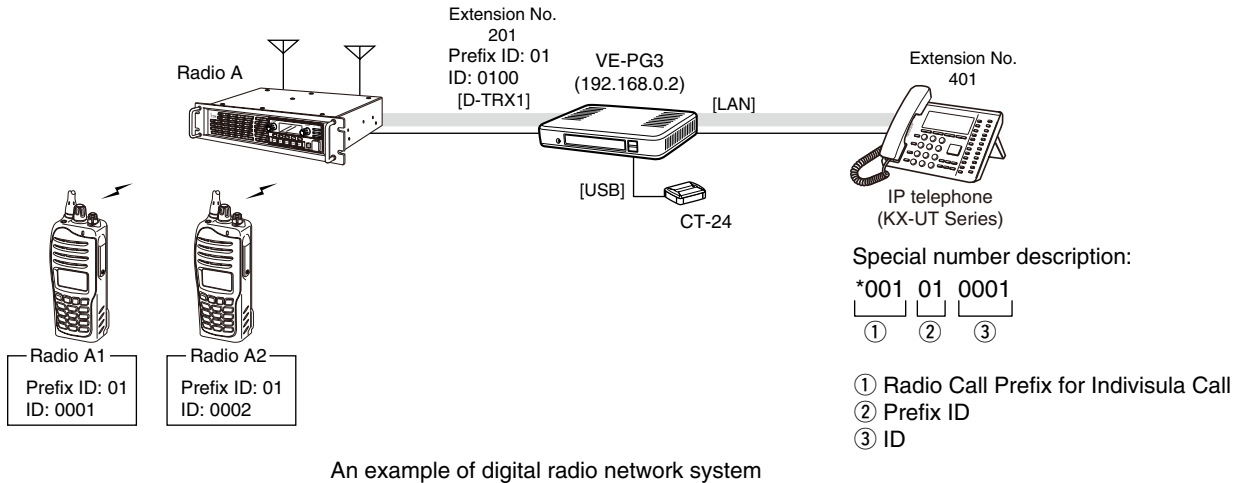 Extension No.
201
Prefix ID: 01
ID: 0100
[D-TRX1]
Radio A
VE-PG3
(192.168.0.2)
[LAN]
Extension No.
401
[USB]
CT-24
IP telephone
(KX-UT Series)
Radio A1
Prefix ID: 01
ID: 0001
Radio A2
Prefix ID: 01
ID: 0002
Special number description:
*001 01 0001
① ② ③
① Radio Call Prefix for Indivisula Call
② Prefix ID
③ ID
An example of digital radio network system